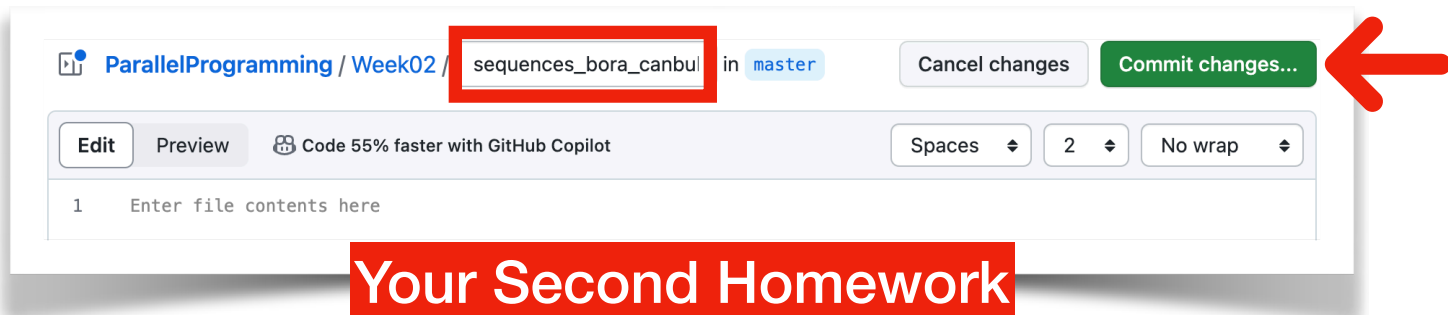 ParallelProgramming / Week02 / sequences_bora_canbul in master Cancel changes Commit changes...
Edit Preview Code 55% faster with GitHub Copilot Spaces 2 No wrap
1 Enter file contents here
Your Second Homework